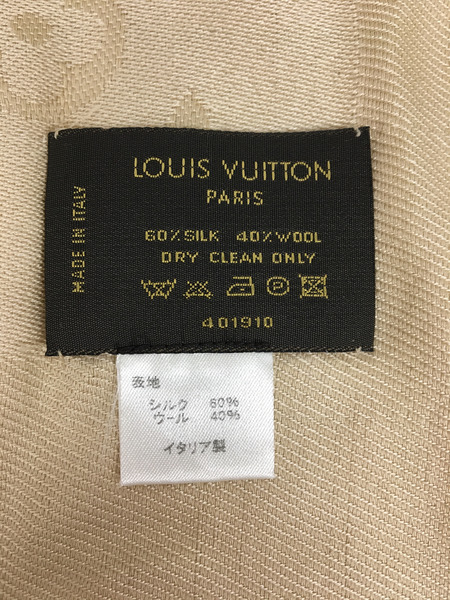 LOUIS VUITTON
PARIS
60%SILK 40%WOOL
DRY CLEAN ONLY
P
401910
MADE IN ITALY
表地
シルク 60%
ウール 40%
イタリア製